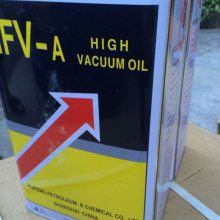 FV-A HIGH
VACUUM OIL
PETROLEUM & CHEMICAL CO.
SHANGHAI CHINA